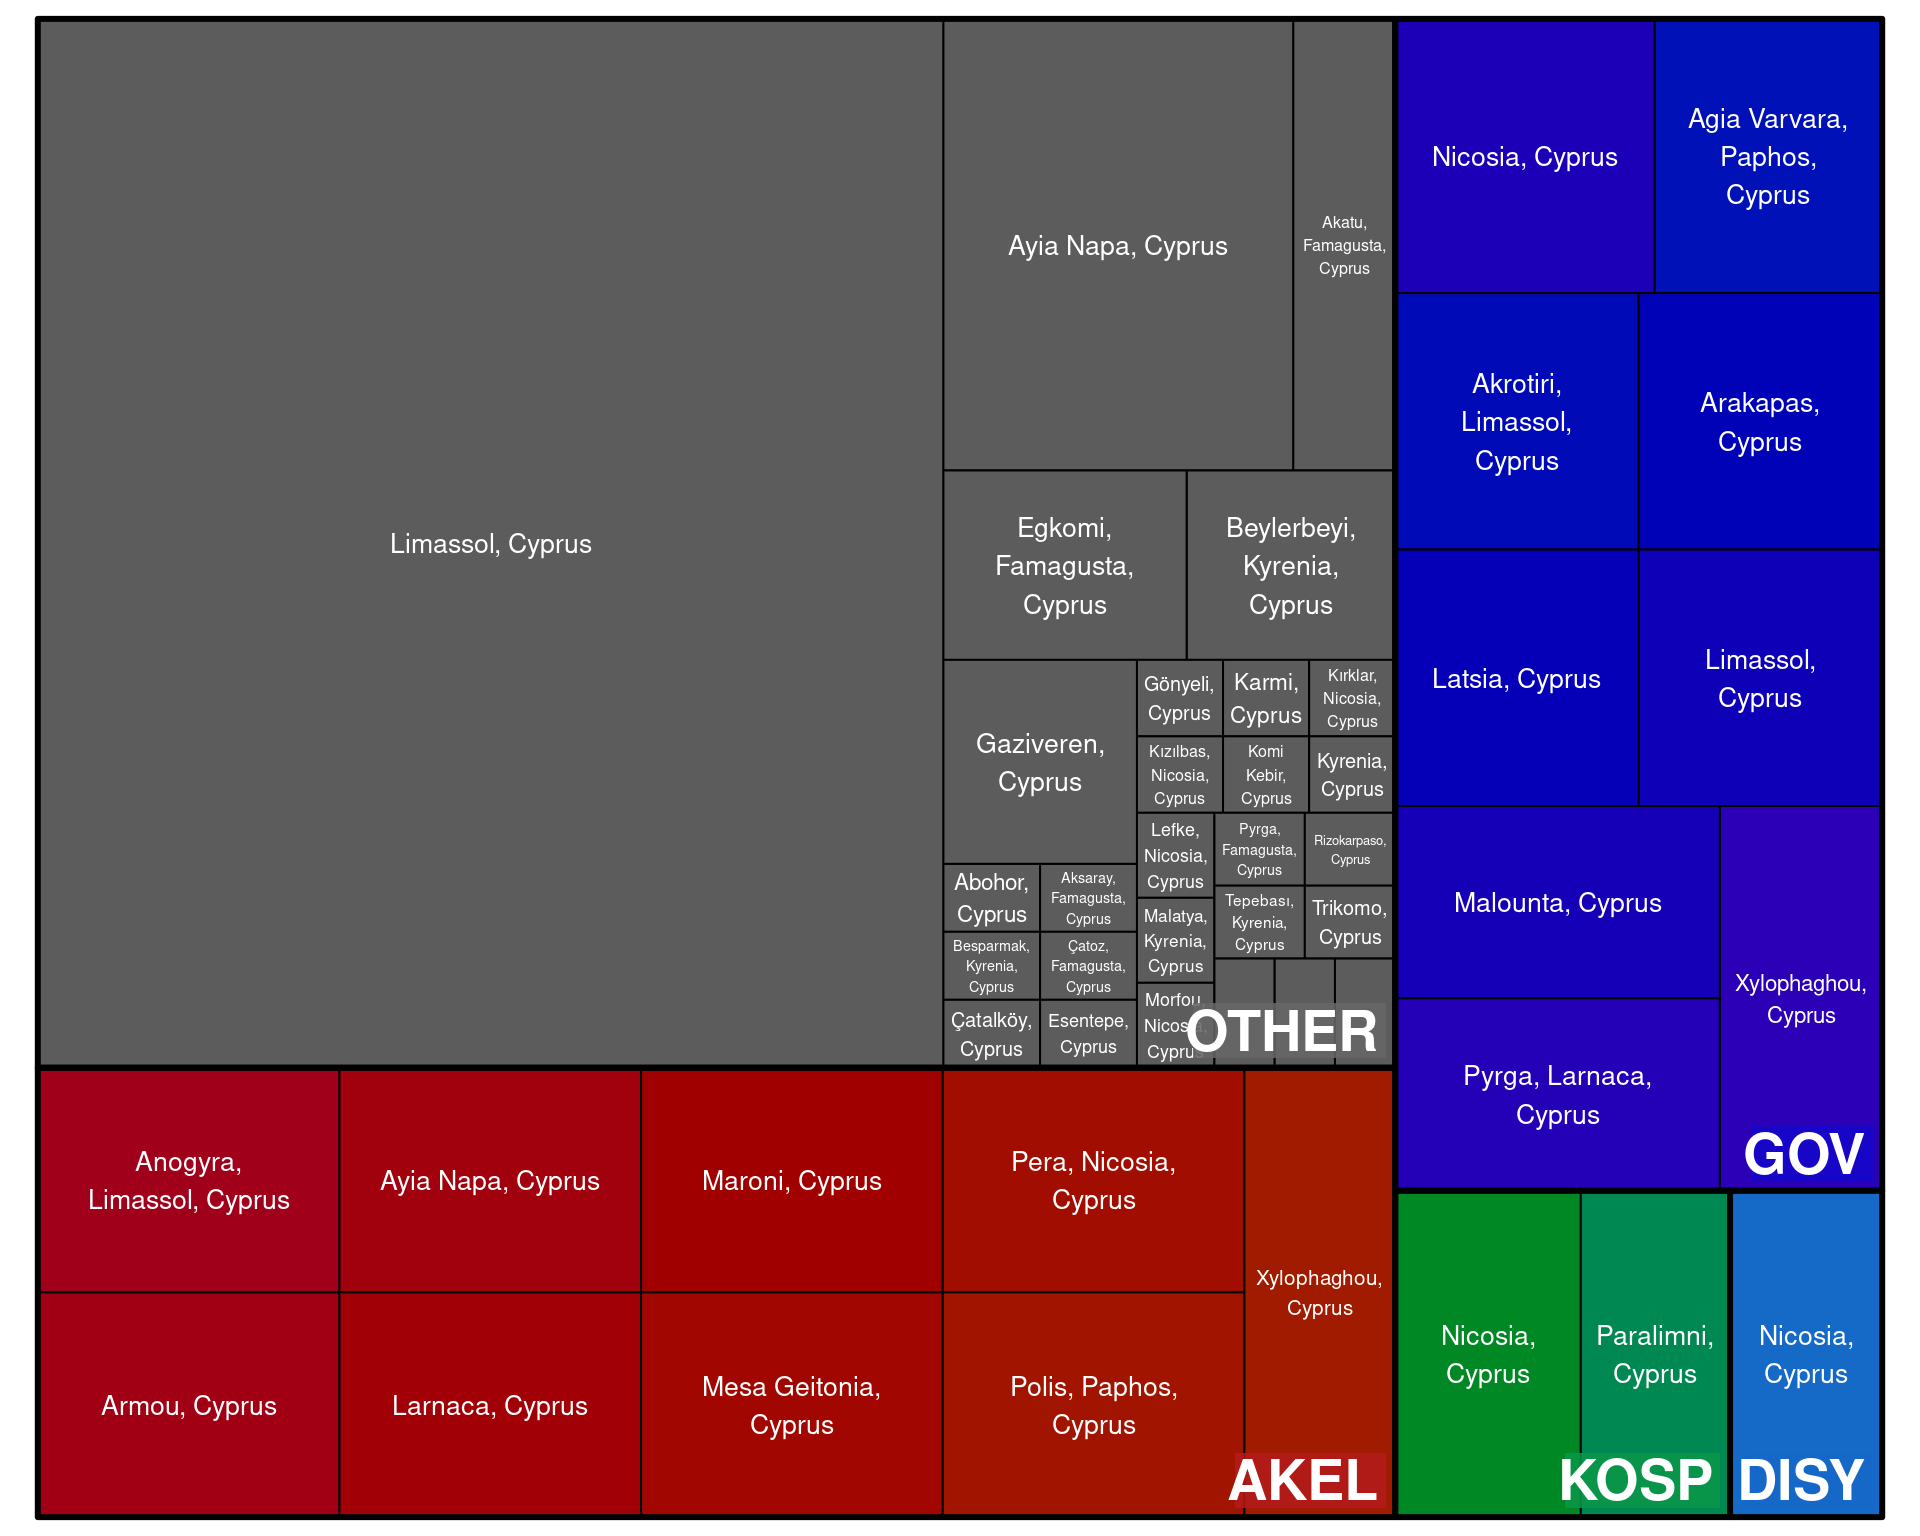 Limassol, Cyprus
Ayia Napa, Cyprus
Akatu,
Famagusta,
Cyprus
Egkomi,
Famagusta,
Cyprus
Beylerbeyi,
Kyrenia,
Cyprus
Gaziveren,
Cyprus
Gönyeli,
Cyprus
Karmi,
Cyprus
Kırklar,
Nicosia,
Cyprus
Kızılbas,
Nicosia,
Cyprus
Komi
Kebir,
Cyprus
Kyrenia,
Cyprus
Lefke,
Nicosia,
Cyprus
Pyrga,
Famagusta,
Cyprus
Rizokarpaso,
Cyprus
Abohor,
Cyprus
Aksaray,
Famagusta,
Cyprus
Malatya,
Kyrenia,
Cyprus
Tepebası,
Kyrenia,
Cyprus
Trikomo,
Cyprus
Besparmak,
Kyrenia,
Cyprus
Çatoz,
Famagusta,
Cyprus
Çatalköy,
Cyprus
Esentepe,
Cyprus
Morfou,
Nicosia,
Cyprus
OTHER
Anogyra,
Limassol, Cyprus
Ayia Napa, Cyprus
Maroni, Cyprus
Pera, Nicosia,
Cyprus
Xylophaghou,
Cyprus
Armou, Cyprus
Larnaca, Cyprus
Mesa Geitonia,
Cyprus
Polis, Paphos,
Cyprus
AKEL
Nicosia, Cyprus
Agia Varvara,
Paphos,
Cyprus
Akrotiri,
Limassol,
Cyprus
Arakapas,
Cyprus
Latsia, Cyprus
Limassol,
Cyprus
Malounta, Cyprus
Xylophaghou,
Cyprus
Pyrga, Larnaca,
Cyprus
GOV
Nicosia,
Cyprus
Paralimni,
Cyprus
KOSP
Nicosia,
Cyprus
DISY